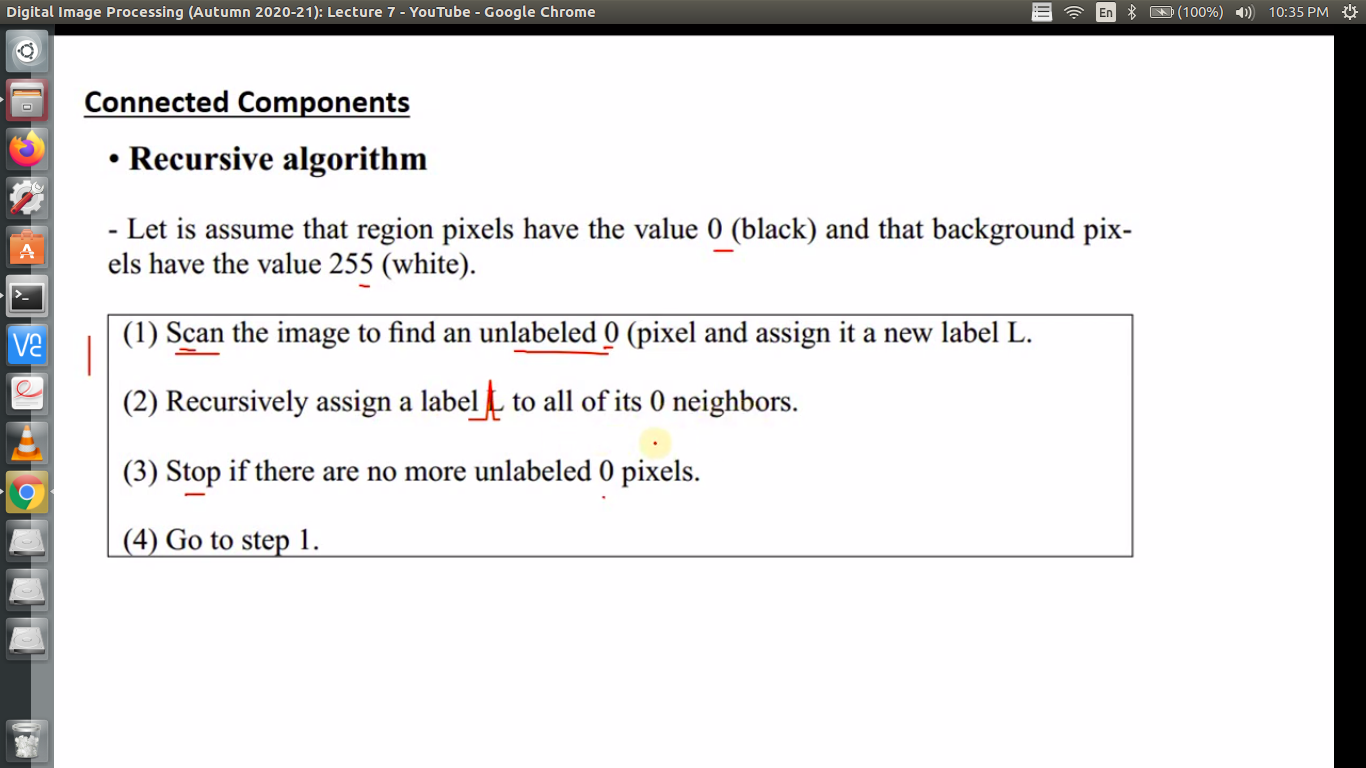 Digital Image Processing (Autumn 2020-21): Lecture 7 - YouTube - Google Chrome
En
(100%)
10:35 PM
Connected Components
• Recursive algorithm
- Let is assume that region pixels have the value 0 (black) and that background pix-
els have the value 255 (white).
(1) Scan the image to find an unlabeled 0 (pixel and assign it a new label L.
(2) Recursively assign a label L to all of its 0 neighbors.
(3) Stop if there are no more unlabeled 0 pixels.
(4) Go to step 1.